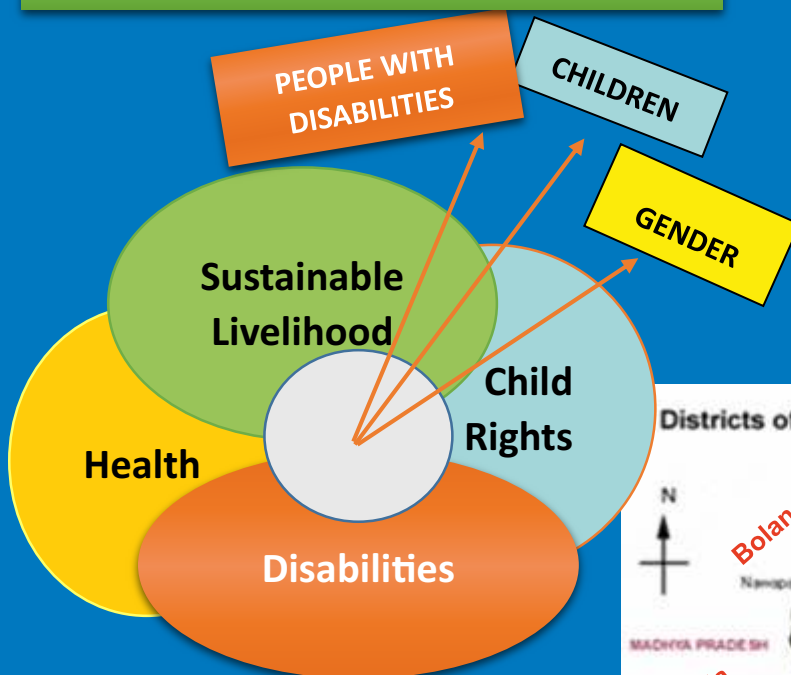 PEOPLE WITH
DISABILITIES
CHILDREN
GENDER
Sustainable
Livelihood
Child
Rights
Health
Disabilities
Districts of
N
Bolan
MADHYA PRADESH